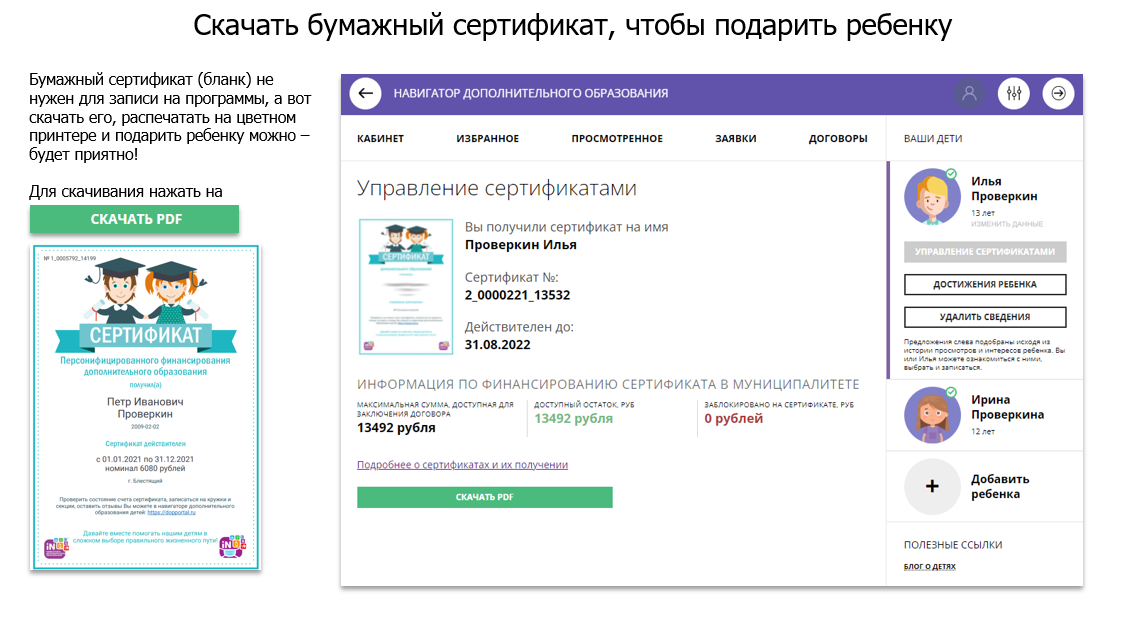 Скачать бумажный сертификат, чтобы подарить ребенку
Бумажный сертификат (бланк) не
нужен для записи на программы, а вот
скачать его, распечатать на цветном
принтере и подарить ребенку можно –
будет приятно!
Для скачивания нажать на
СКАЧАТЬ PDF
№ 1_0005792_14199
СЕРТИФИКАТ
Персонифицированного финансирования
дополнительного образования
получил(а)
Петр Иванович
Проверкин
2009-02-02
Сертификат действителен
с 01.01.2021 по 31.12.2021
номинал 6080 рублей
г. Блестящий
Проверить состояние счета сертификата, записаться на кружки и
секции, оставить отзывы Вы можете в навигаторе дополнительного
образования детей: https://dopportal.ru
Давайте вместе помогать нашим детям в
сложном выборе правильного жизненного пути!
НАВИГАТОР ДОПОЛНИТЕЛЬНОГО ОБРАЗОВАНИЯ
КАБИНЕТ ИЗБРАННОЕ ПРОСМОТРЕННОЕ ЗАЯВКИ ДОГОВОРЫ
Управление сертификатами
СЕРТИФИКАТ
Вы получили сертификат на имя
Проверкин Илья
Сертификат №:
2_0000221_13532
Действителен до:
31.08.2022
ИНФОРМАЦИЯ ПО ФИНАНСИРОВАНИЮ СЕРТИФИКАТА В МУНИЦИПАЛИТЕТЕ
МАКСИМАЛЬНАЯ СУММА, ДОСТУПНАЯ ДЛЯ
ЗАКЛЮЧЕНИЯ ДОГОВОРА
13492 рубля
ДОСТУПНЫЙ ОСТАТОК, РУБ
13492 рубля
ЗАБЛОКИРОВАНО НА СЕРТИФИКАТЕ, РУБ
0 рублей
Подробнее о сертификатах и их получении
СКАЧАТЬ PDF
ВАШИ ДЕТИ
Илья
Проверкин
13 лет
ИЗМЕНИТЬ ДАННЫЕ
УПРАВЛЕНИЕ СЕРТИФИКАТАМИ
ДОСТИЖЕНИЯ РЕБЕНКА
УДАЛИТЬ СВЕДЕНИЯ
Предложения слева подобраны исходя из
истории просмотров и интересов ребенка. Вы
или Илья можете ознакомиться с ними,
выбрать и записаться.
Ирина
Проверкина
12 лет
+
Добавить
ребенка
ПОЛЕЗНЫЕ ССЫЛКИ
БЛОГ О ДЕТЯХ